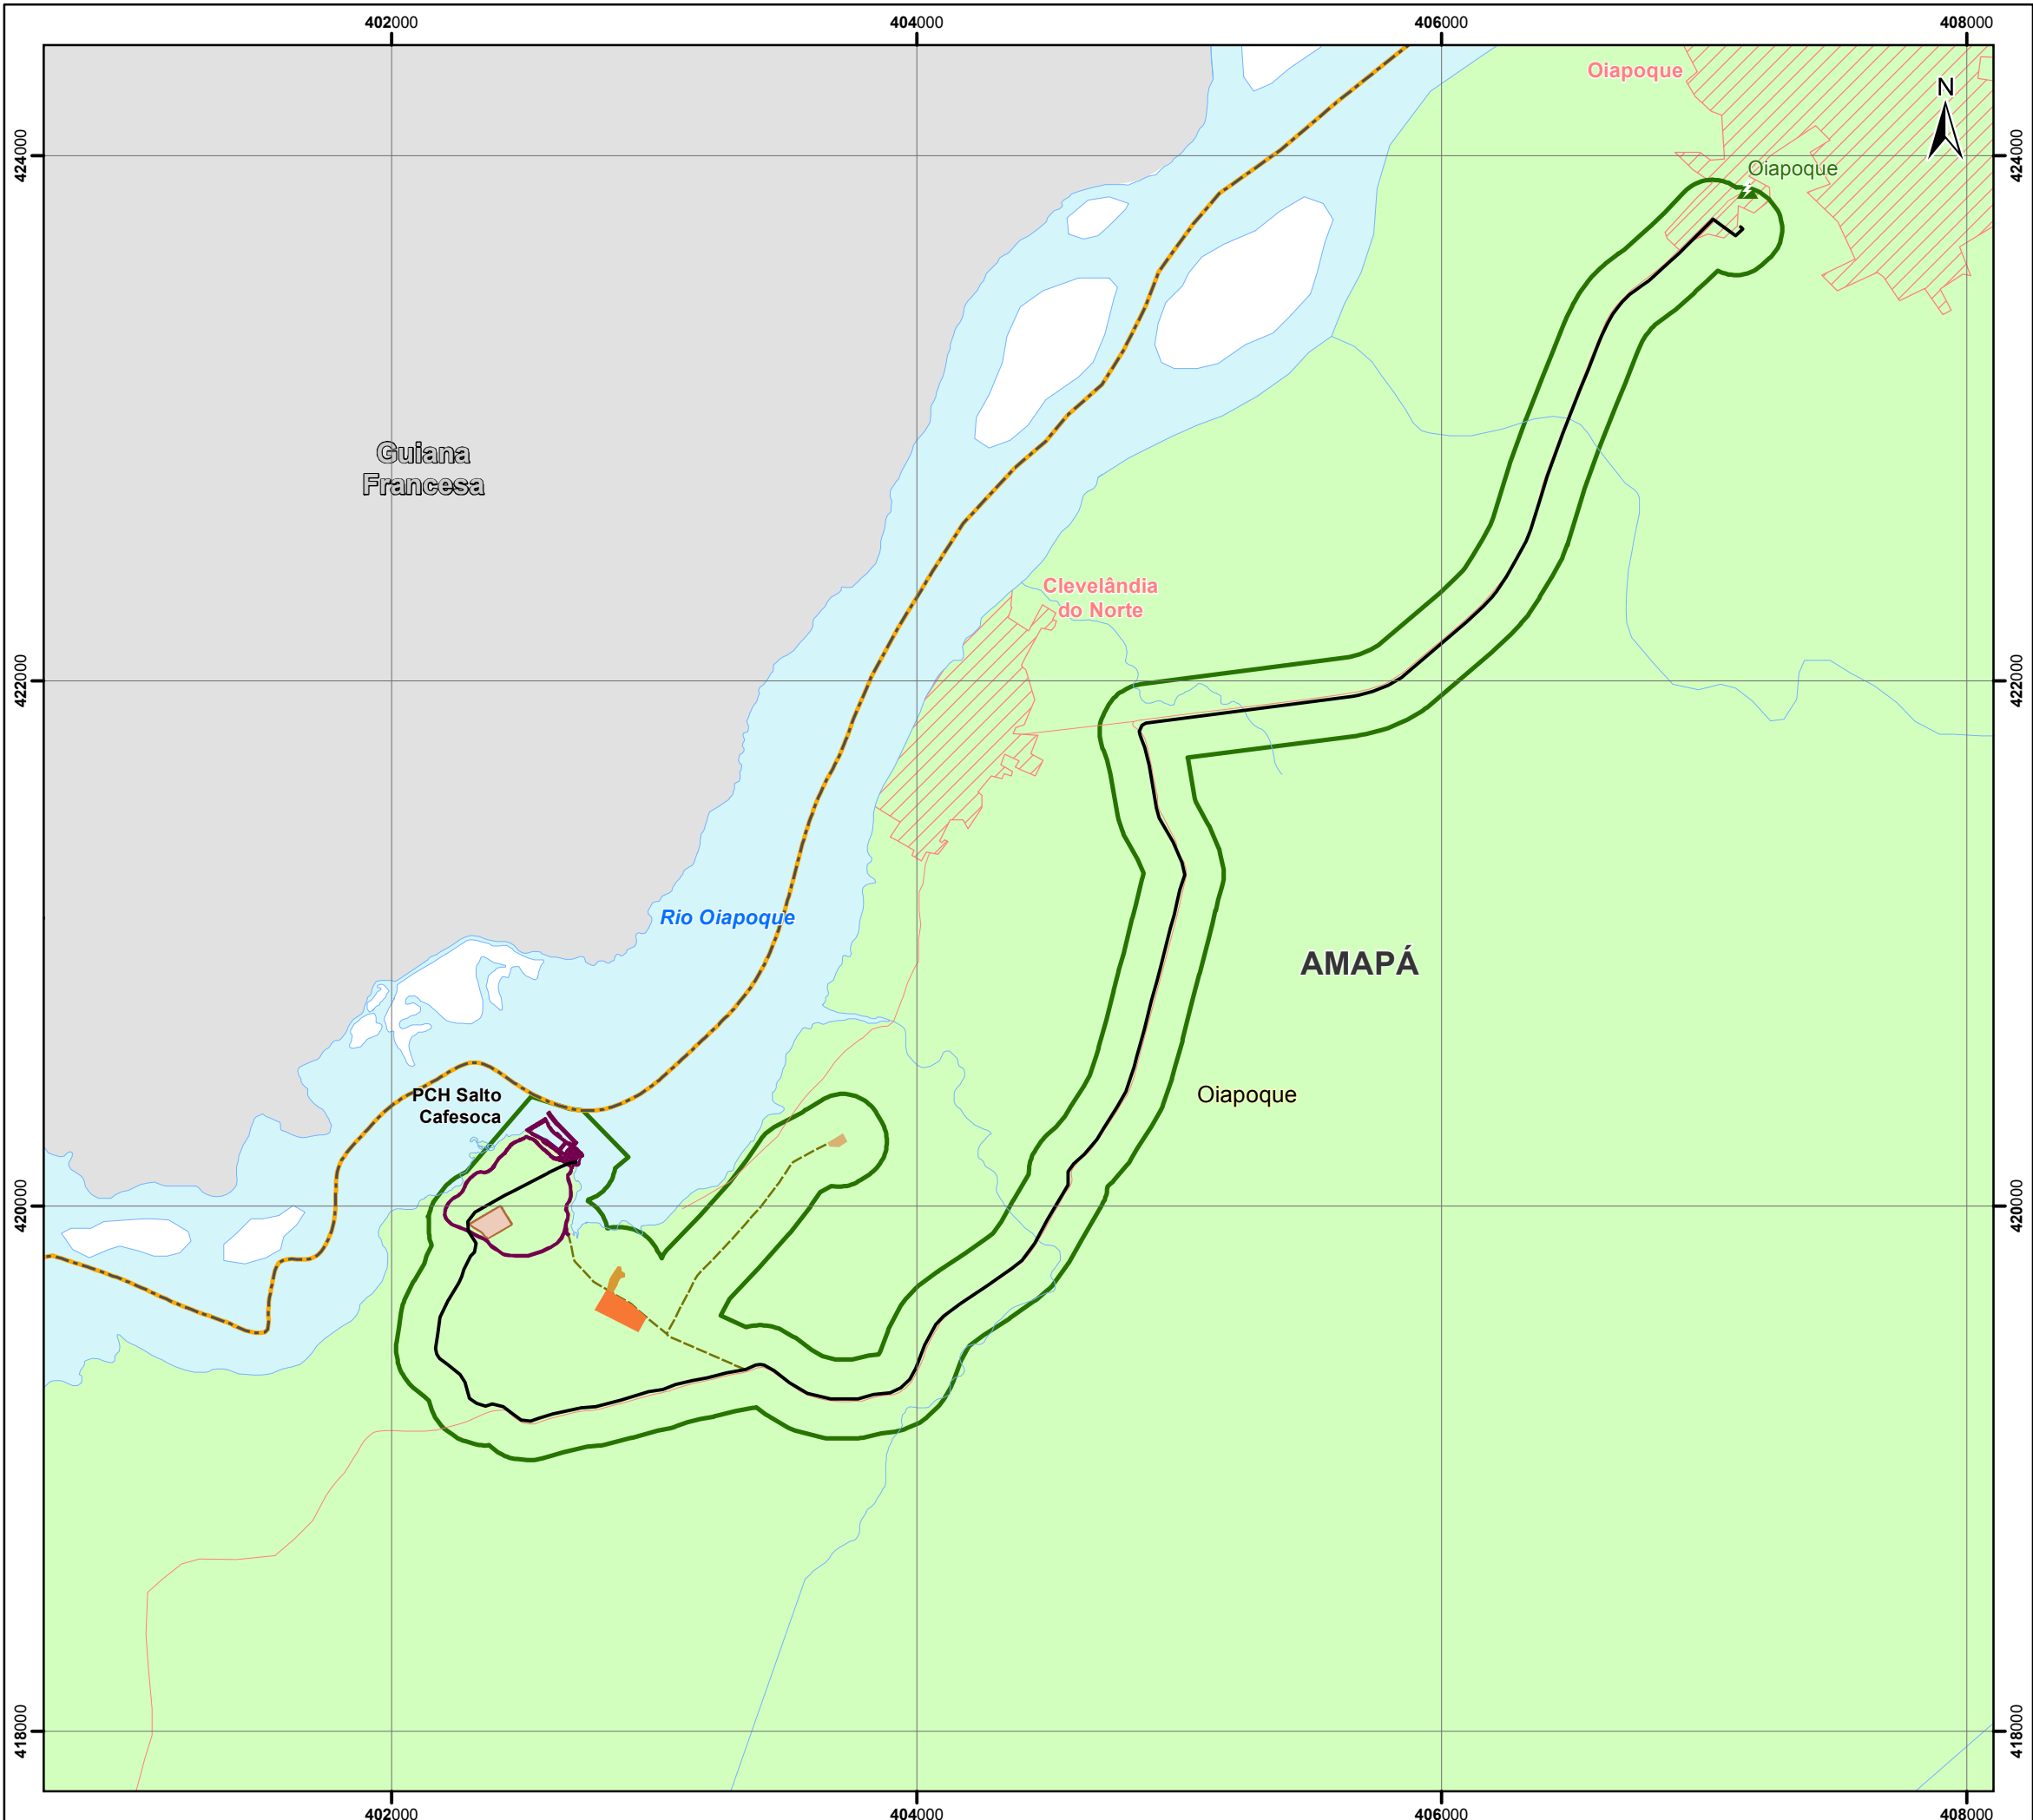 402000 404000 406000 408000
Oiapoque
N
424000 424000
Oiapoque
Guiana
Francesa
Clevelândia
do Norte
422000 422000
Rio Oiapoque
AMAPÁ
PCH Salto
Cafesoca
Oiapoque
420000 420000
418000 418000
402000 404000 406000 408000